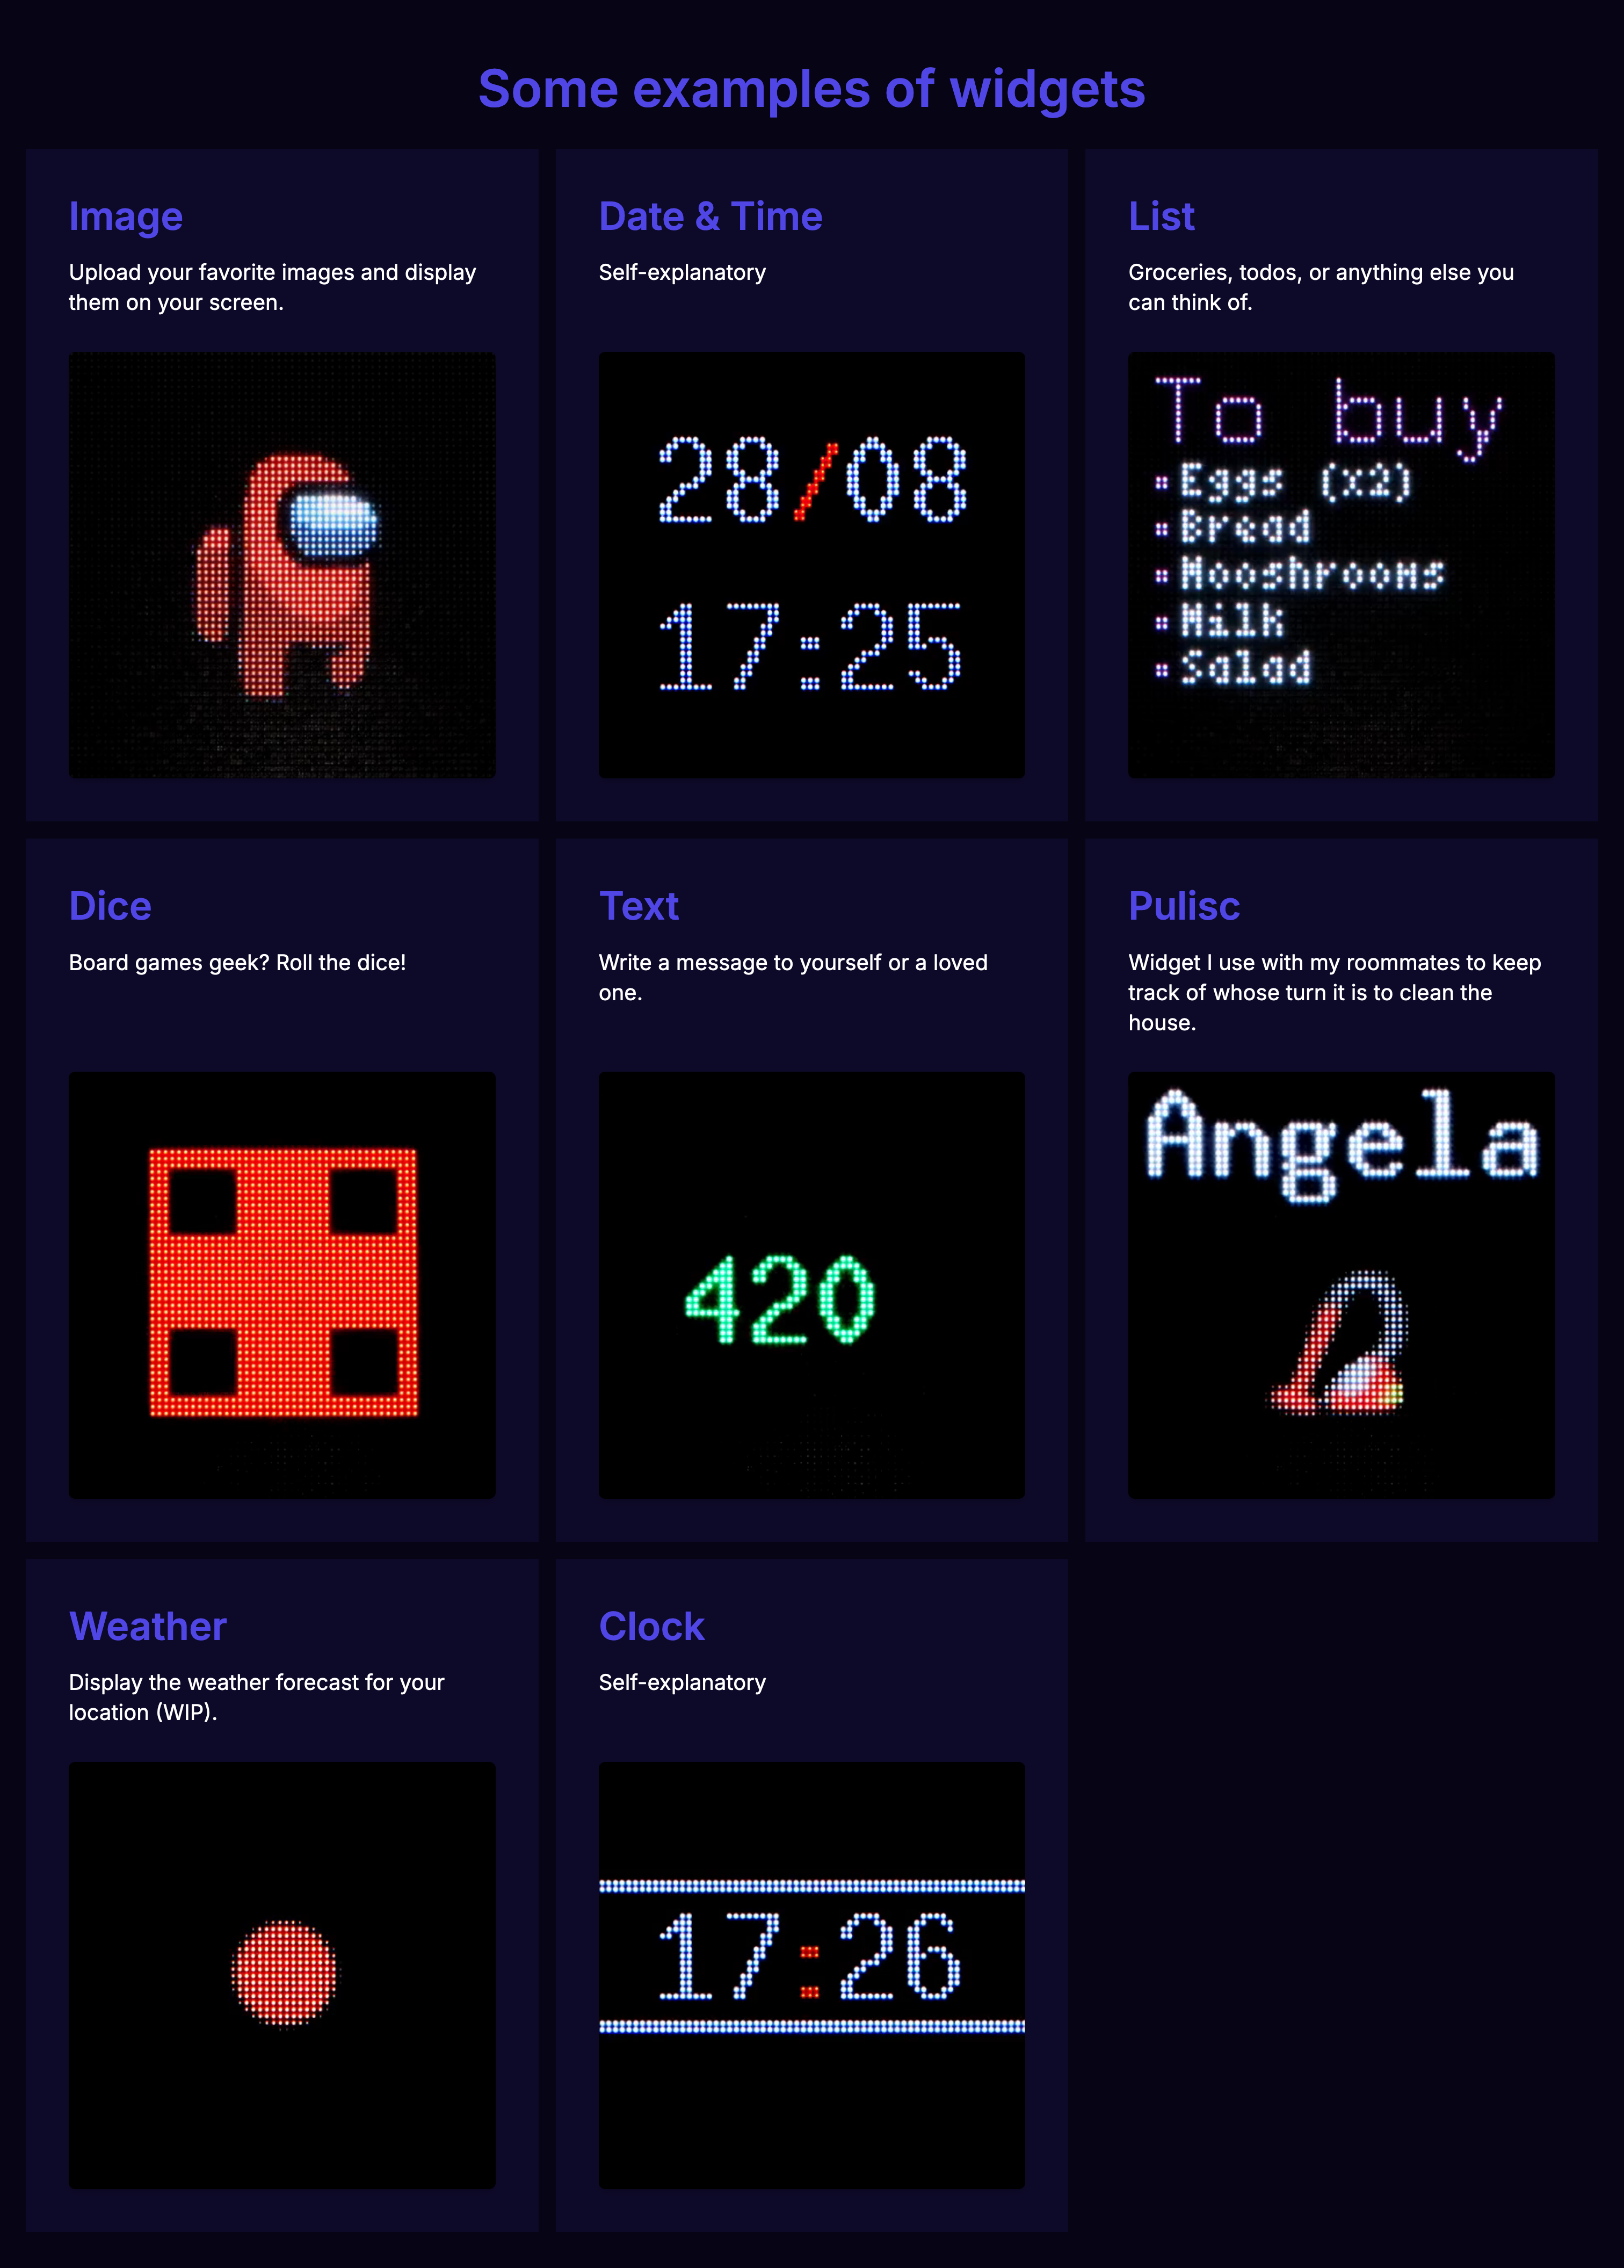 Some examples of widgets
Image
Upload your favorite images and display
them on your screen.
Date & Time
Self-explanatory
28/08
17:25
List
Groceries, todos, or anything else you
can think of.
To buy
Eggs (x2)
Bread
Mooshrooms
Milk
Salad
Dice
Board games geek? Roll the dice!
Text
Write a message to yourself or a loved
one.
420
Pulisc
Widget I use with my roommates to keep
track of whose turn it is to clean the
house.
Angela
Weather
Display the weather forecast for your
location (WIP).
Clock
Self-explanatory
17:26